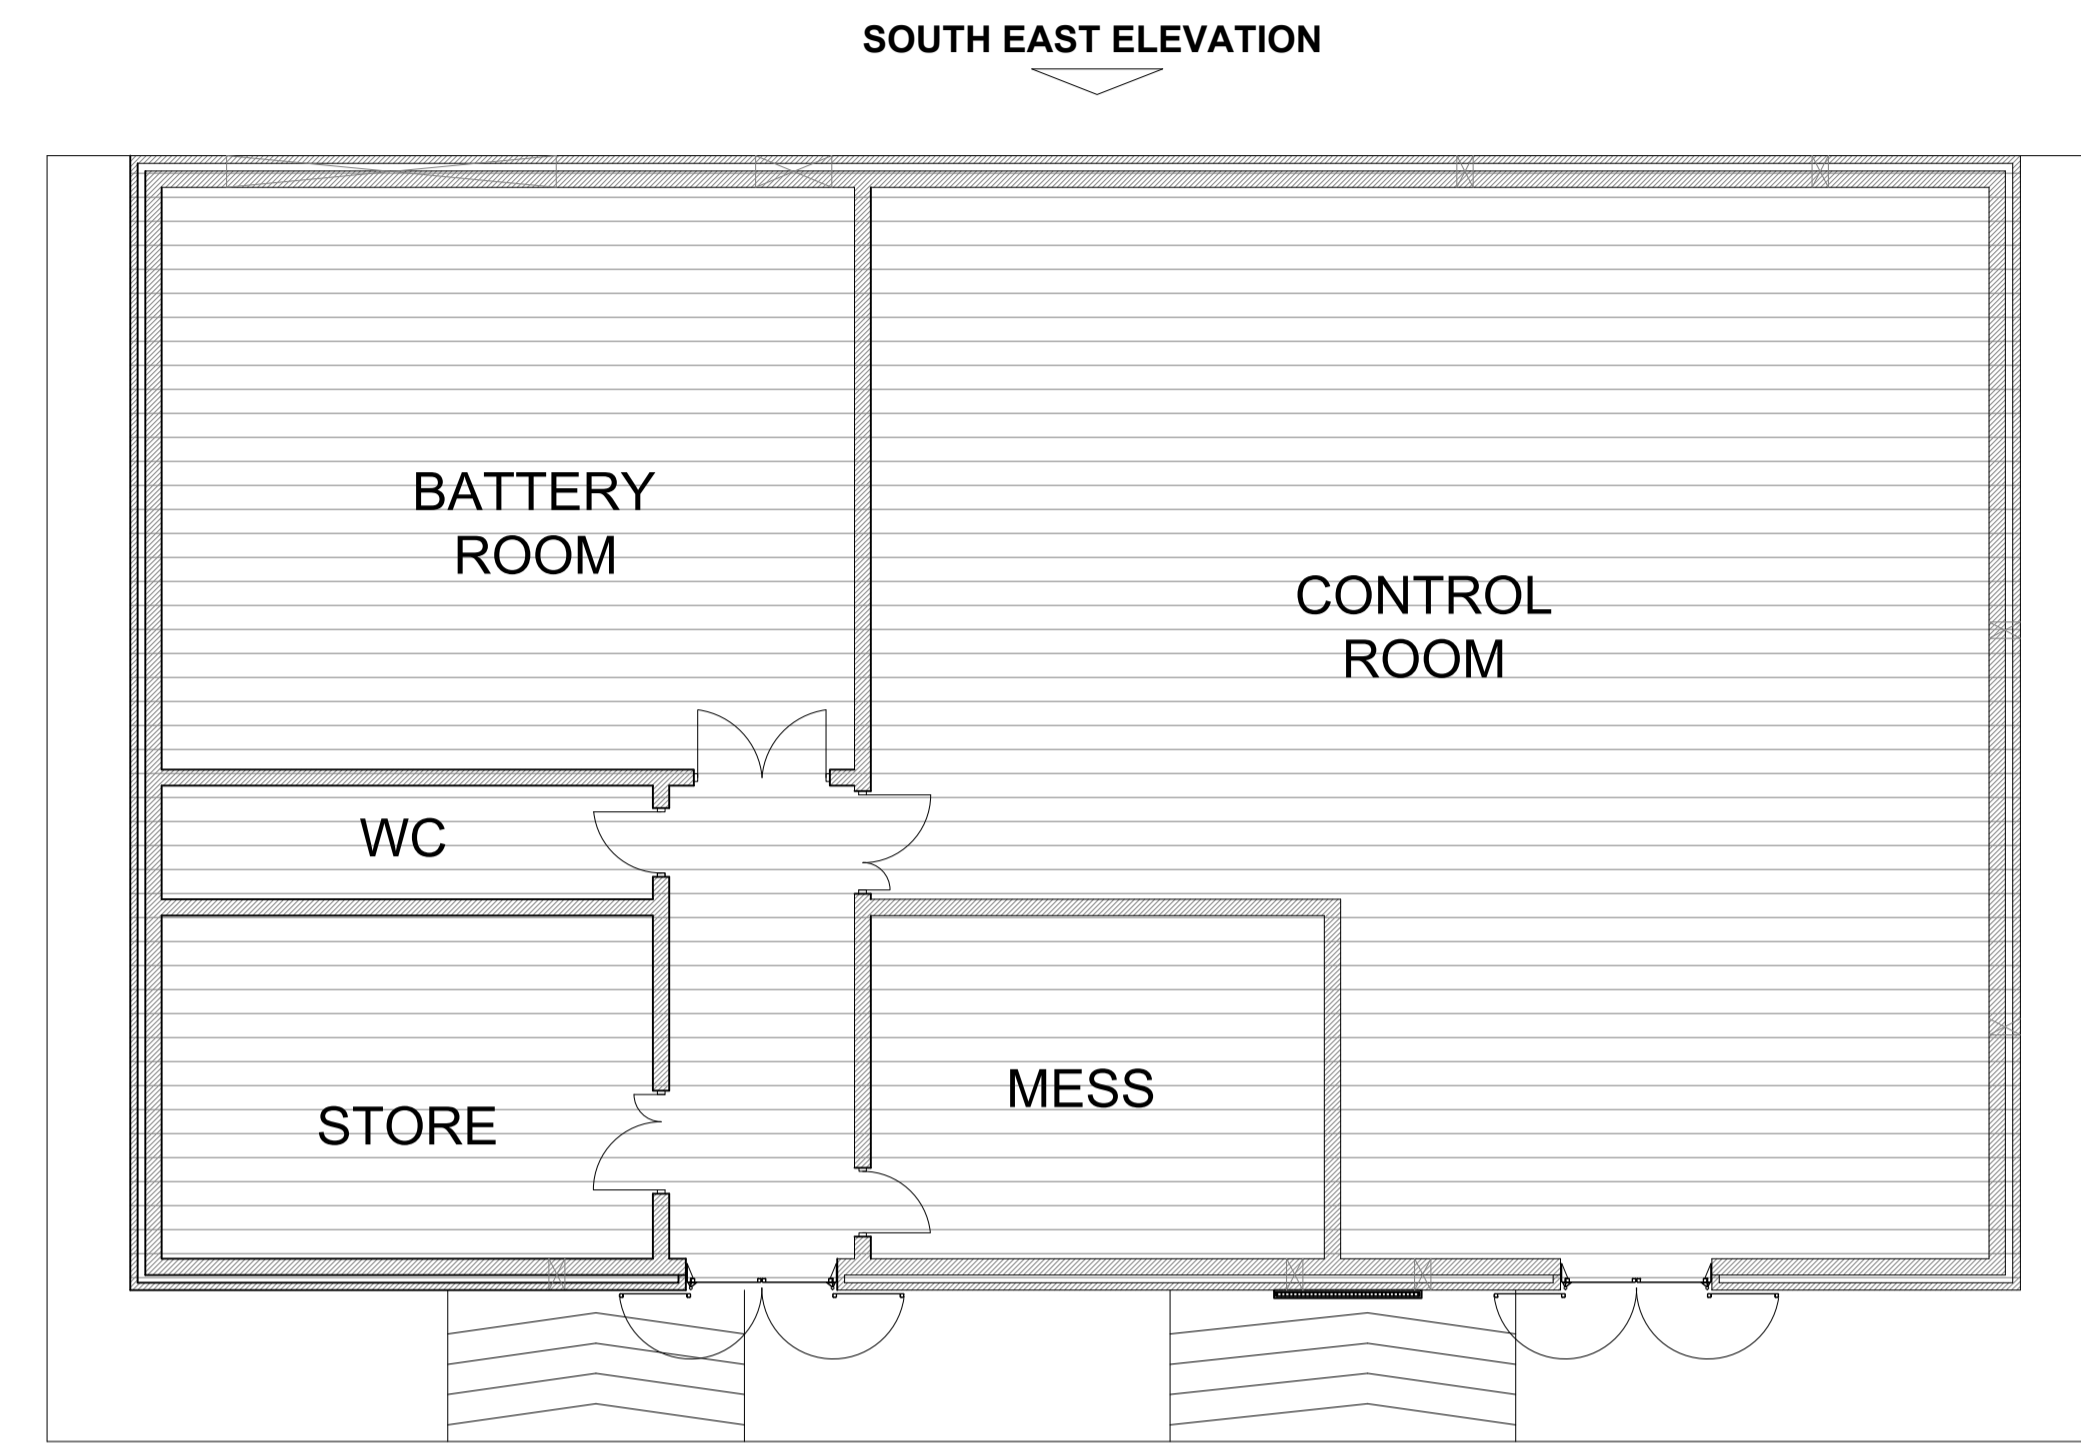 SOUTH EAST ELEVATION
BATTERY
ROOM
CONTROL
ROOM
WC
MESS
STORE